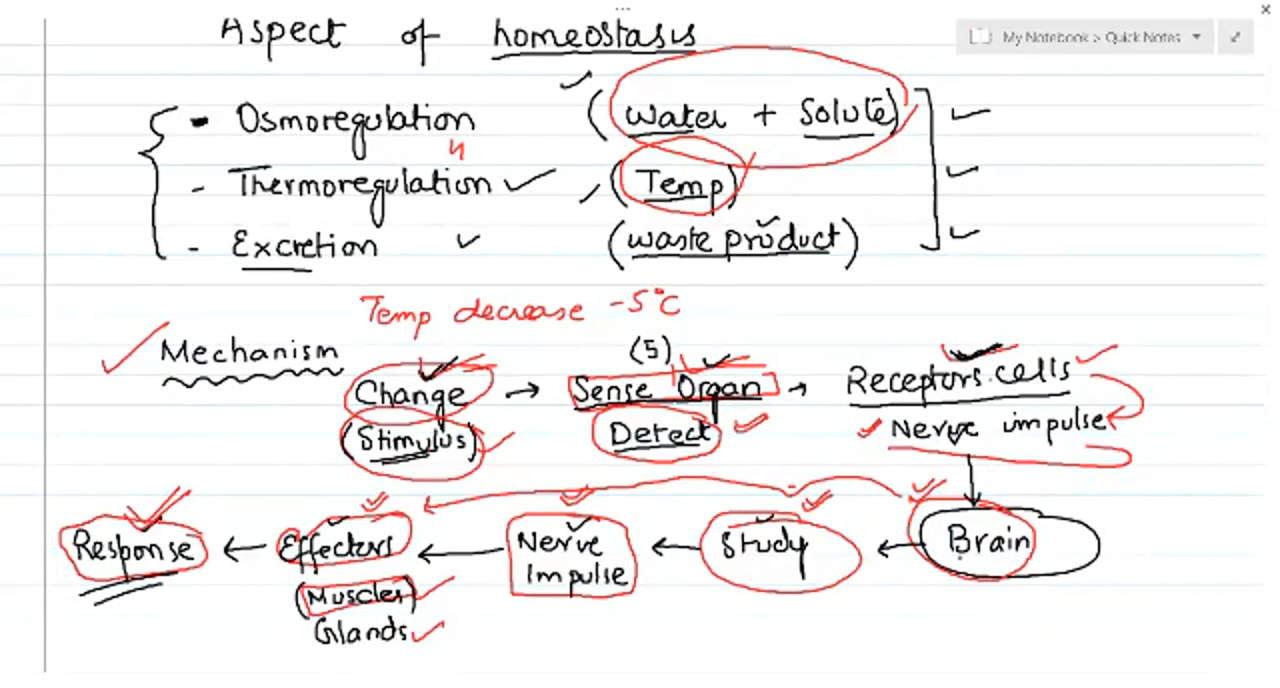 My Notebook > Quick Notes
Aspect of homeostasis
- Osmoregulation (Water + Solute)
- Thermoregulation (Temp)
- Excretion (waste product)
Temp decrease -5°C
Mechanism
(5)
Change → Sense Organ → Receptors cells
(Stimulus) Detect Nerve impulse
Response ← Effectors ← Nerve Impulse ← Study ← Brain
(Muscles)
Glands